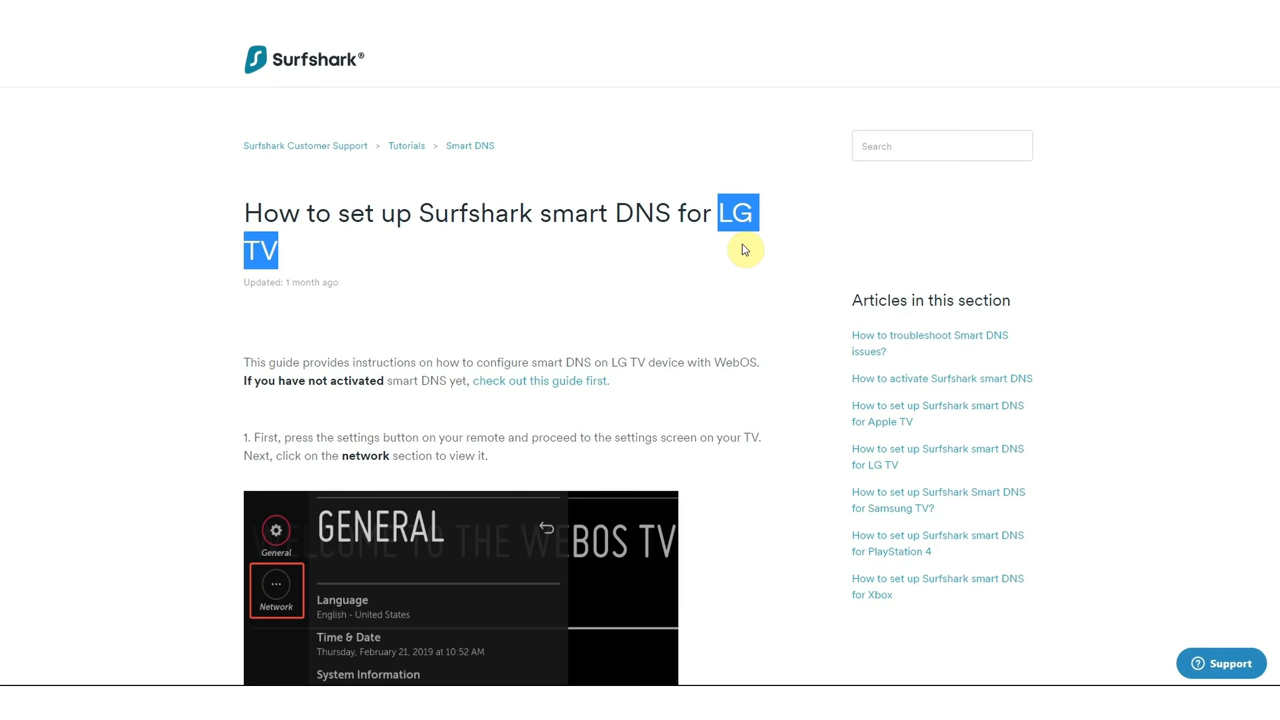 Surfshark®
Surfshark Customer Support > Tutorials > Smart DNS
Search
How to set up Surfshark smart DNS for LG
TV
Updated: 1 month ago
This guide provides instructions on how to configure smart DNS on LG TV device with WebOS.
If you have not activated smart DNS yet, check out this guide first.
1. First, press the settings button on your remote and proceed to the settings screen on your TV.
Next, click on the network section to view it.
GENERAL
WELCOME TO THE WEBOS TV
General
Network
Language
English - United States
Time & Date
Thursday, February 21, 2019 at 10:52 AM
System Information
Articles in this section
How to troubleshoot Smart DNS
issues?
How to activate Surfshark smart DNS
How to set up Surfshark smart DNS
for Apple TV
How to set up Surfshark smart DNS
for LG TV
How to set up Surfshark Smart DNS
for Samsung TV?
How to set up Surfshark smart DNS
for PlayStation 4
How to set up Surfshark smart DNS
for Xbox
Support